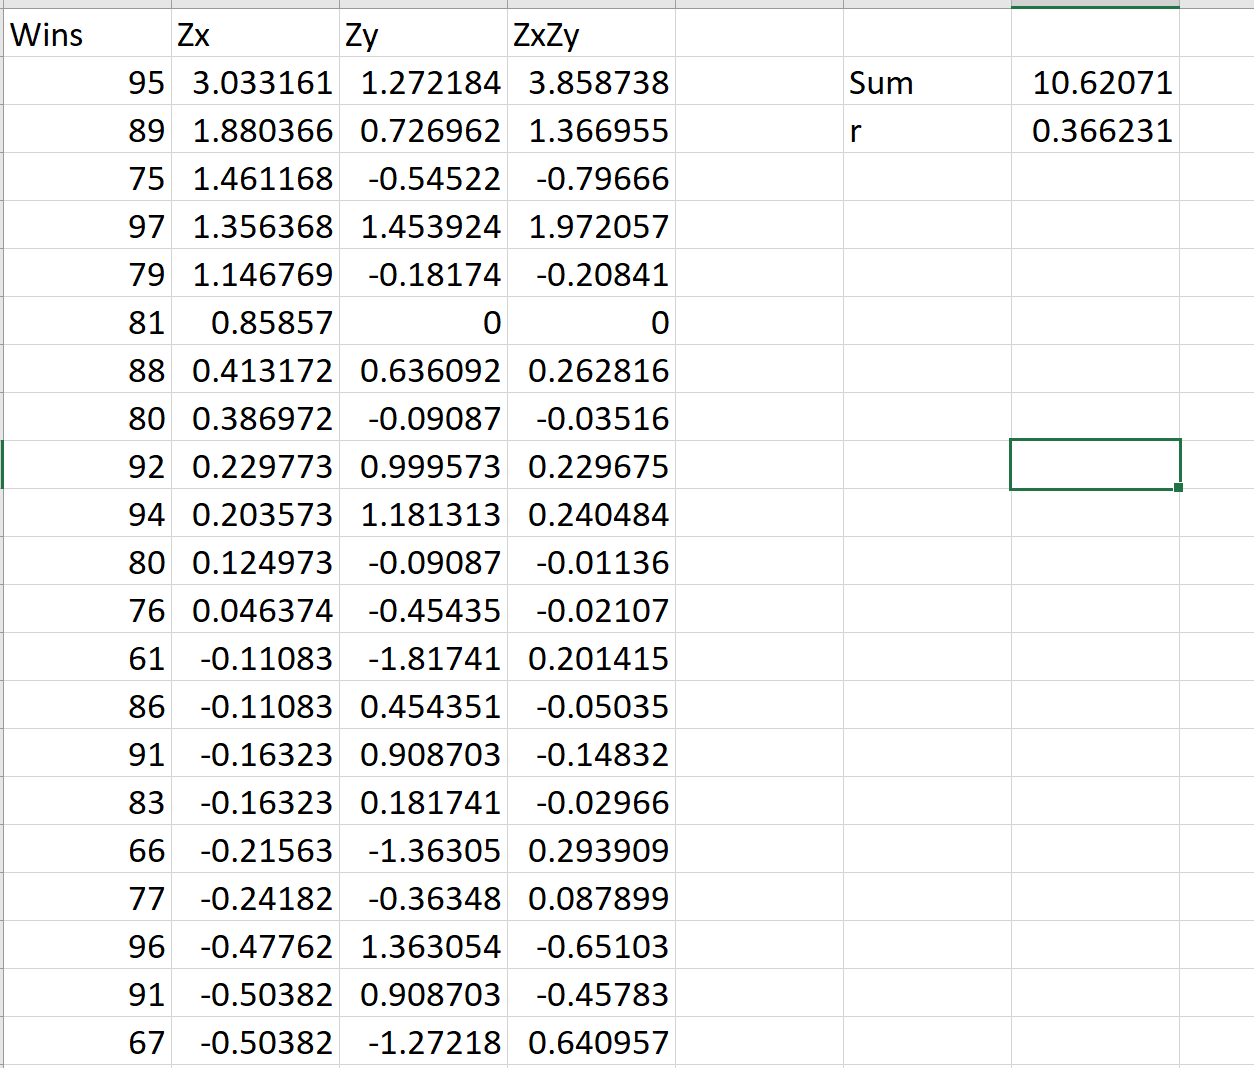 Wins Zx Zy ZxZy
95 3.033161 1.272184 3.858738 Sum 10.62071
89 1.880366 0.726962 1.366955 r 0.366231
75 1.461168 -0.54522 -0.79666
97 1.356368 1.453924 1.972057
79 1.146769 -0.18174 -0.20841
81 0.85857 0 0
88 0.413172 0.636092 0.262816
80 0.386972 -0.09087 -0.03516
92 0.229773 0.999573 0.229675
94 0.203573 1.181313 0.240484
80 0.124973 -0.09087 -0.01136
76 0.046374 -0.45435 -0.02107
61 -0.11083 -1.81741 0.201415
86 -0.11083 0.454351 -0.05035
91 -0.16323 0.908703 -0.14832
83 -0.16323 0.181741 -0.02966
66 -0.21563 -1.36305 0.293909
77 -0.24182 -0.36348 0.087899
96 -0.47762 1.363054 -0.65103
91 -0.50382 0.908703 -0.45783
67 -0.50382 -1.27218 0.640957